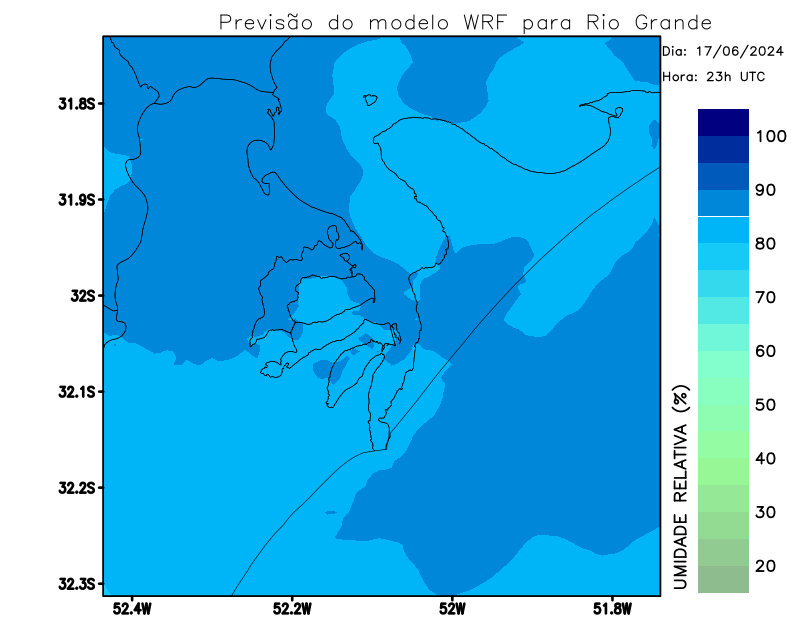 Previsão do modelo WRF para Rio Grande
Dia: 17/06/2024
Hora: 23h UTC
31.8S
31.9S
32S
32.1S
32.2S
32.3S
52.4W
52.2W
52W
51.8W
100
90
80
70
60
50
40
30
20
UMIDADE RELATIVA (%)